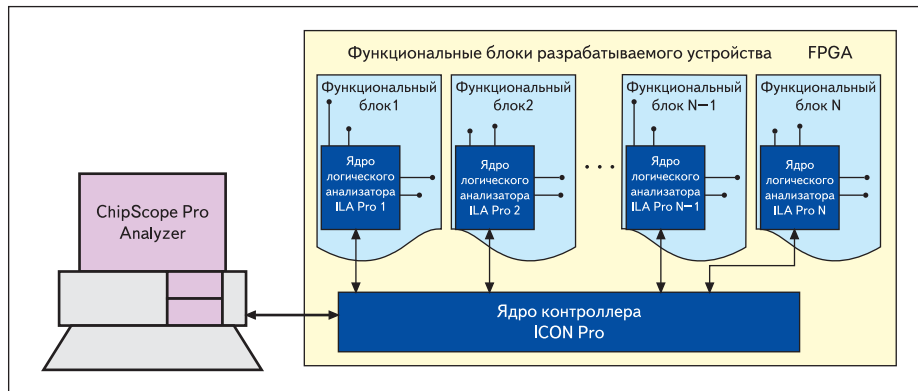 Функциональные блоки разрабатываемого устройства FPGA
Функциональный
блок1
Функциональный
блок2
Функциональный
блок N−1
Функциональный
блок N
Ядро
логического
анализатора
ILA Pro 1
Ядро
логического
анализатора
ILA Pro 2
. . .
Ядро
логического
анализатора
ILA Pro N−1
Ядро
логического
анализатора
ILA Pro N
ChipScope Pro
Analyzer
Ядро контроллера
ICON Pro